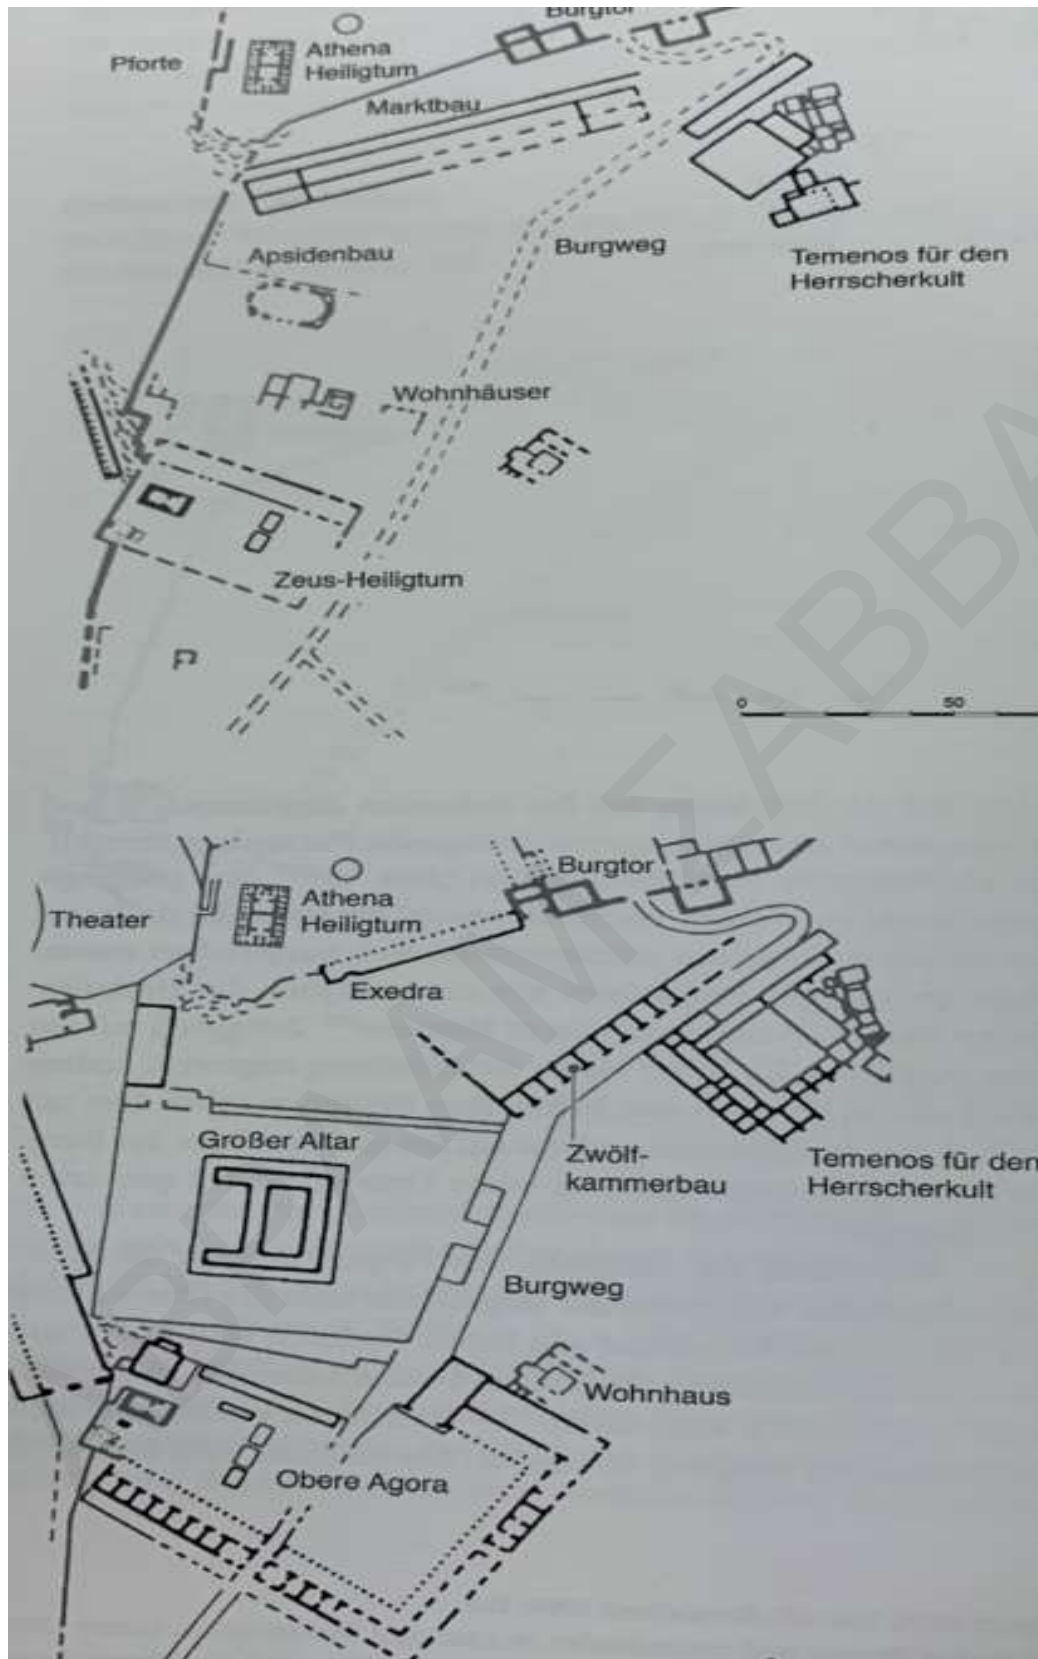 Burgtor
Pforte
Athena
Heiligtum
Marktbau
Apsidenbau
Burgweg
Temenos für den
Herrscherkult
Wohnhäuser
Zeus-Heiligtum
0 50
Theater
Athena
Heiligtum
Burgtor
Exedra
Großer Altar
Zwölf-
kammerbau
Temenos für den
Herrscherkult
Burgweg
Wohnhaus
Obere Agora